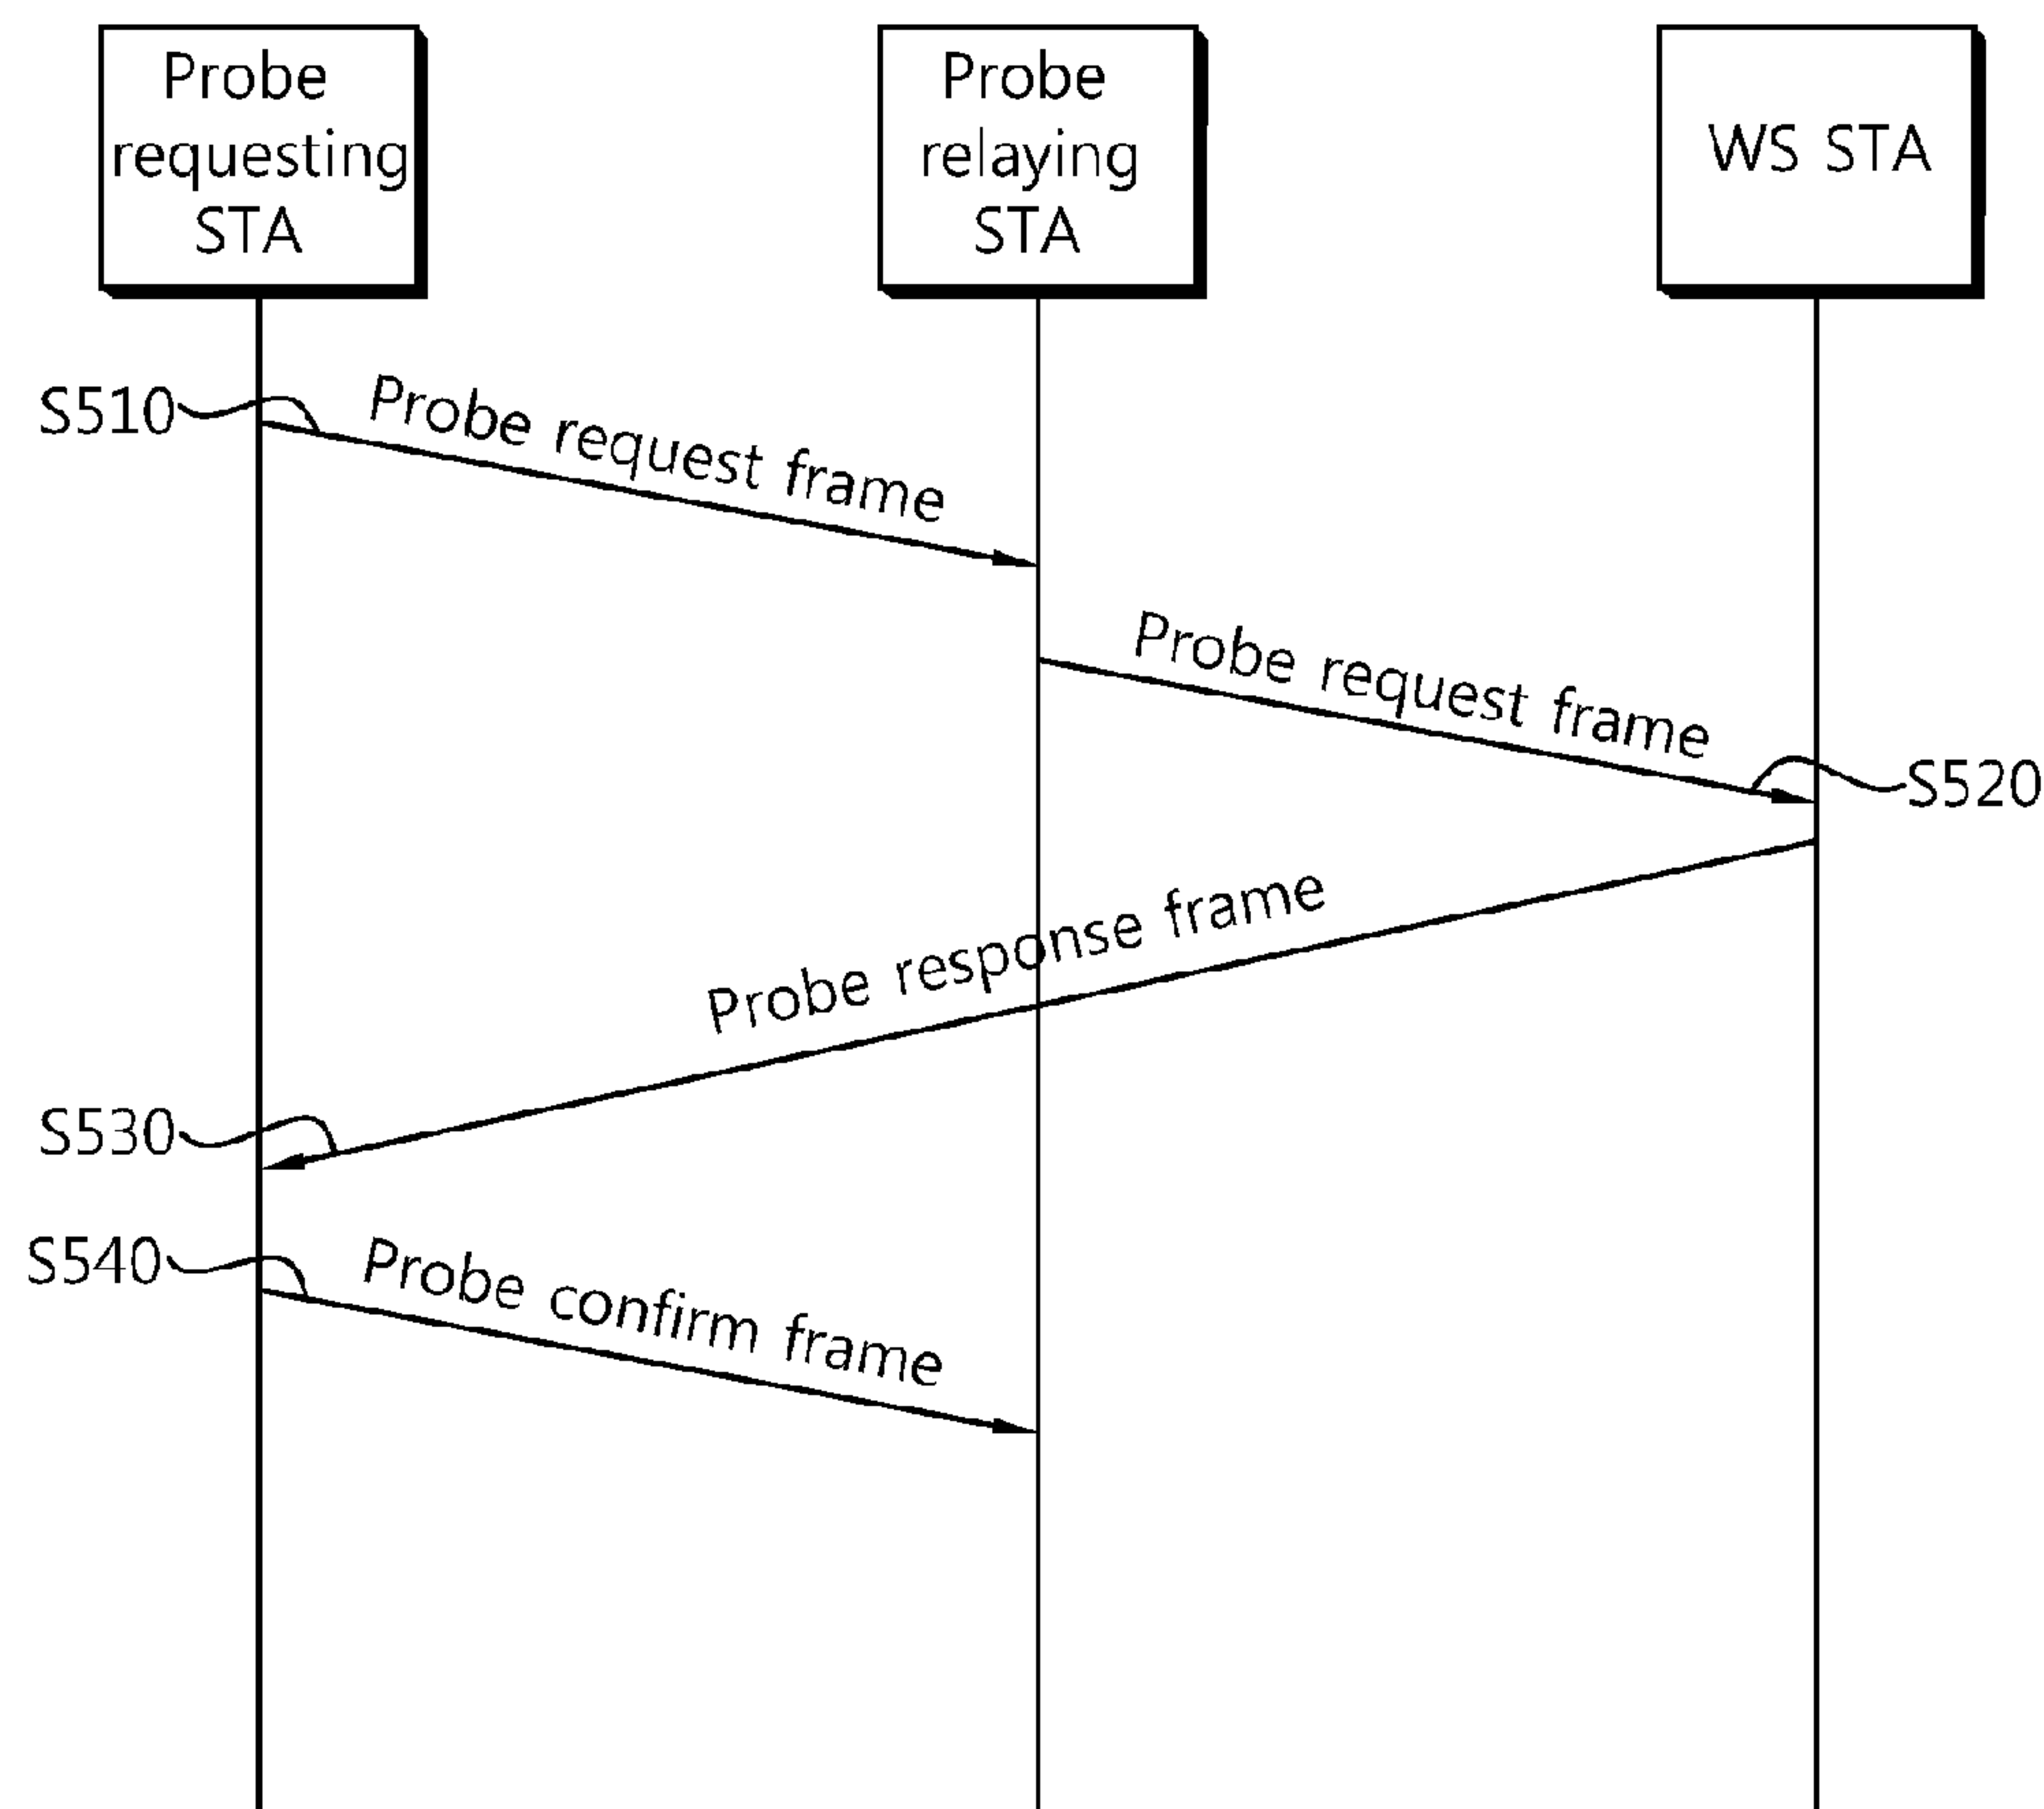 Probe
requesting
STA
Probe
relaying
STA
WS STA
S510
Probe request frame
Probe request frame
S520
Probe response frame
S530
S540
Probe confirm frame